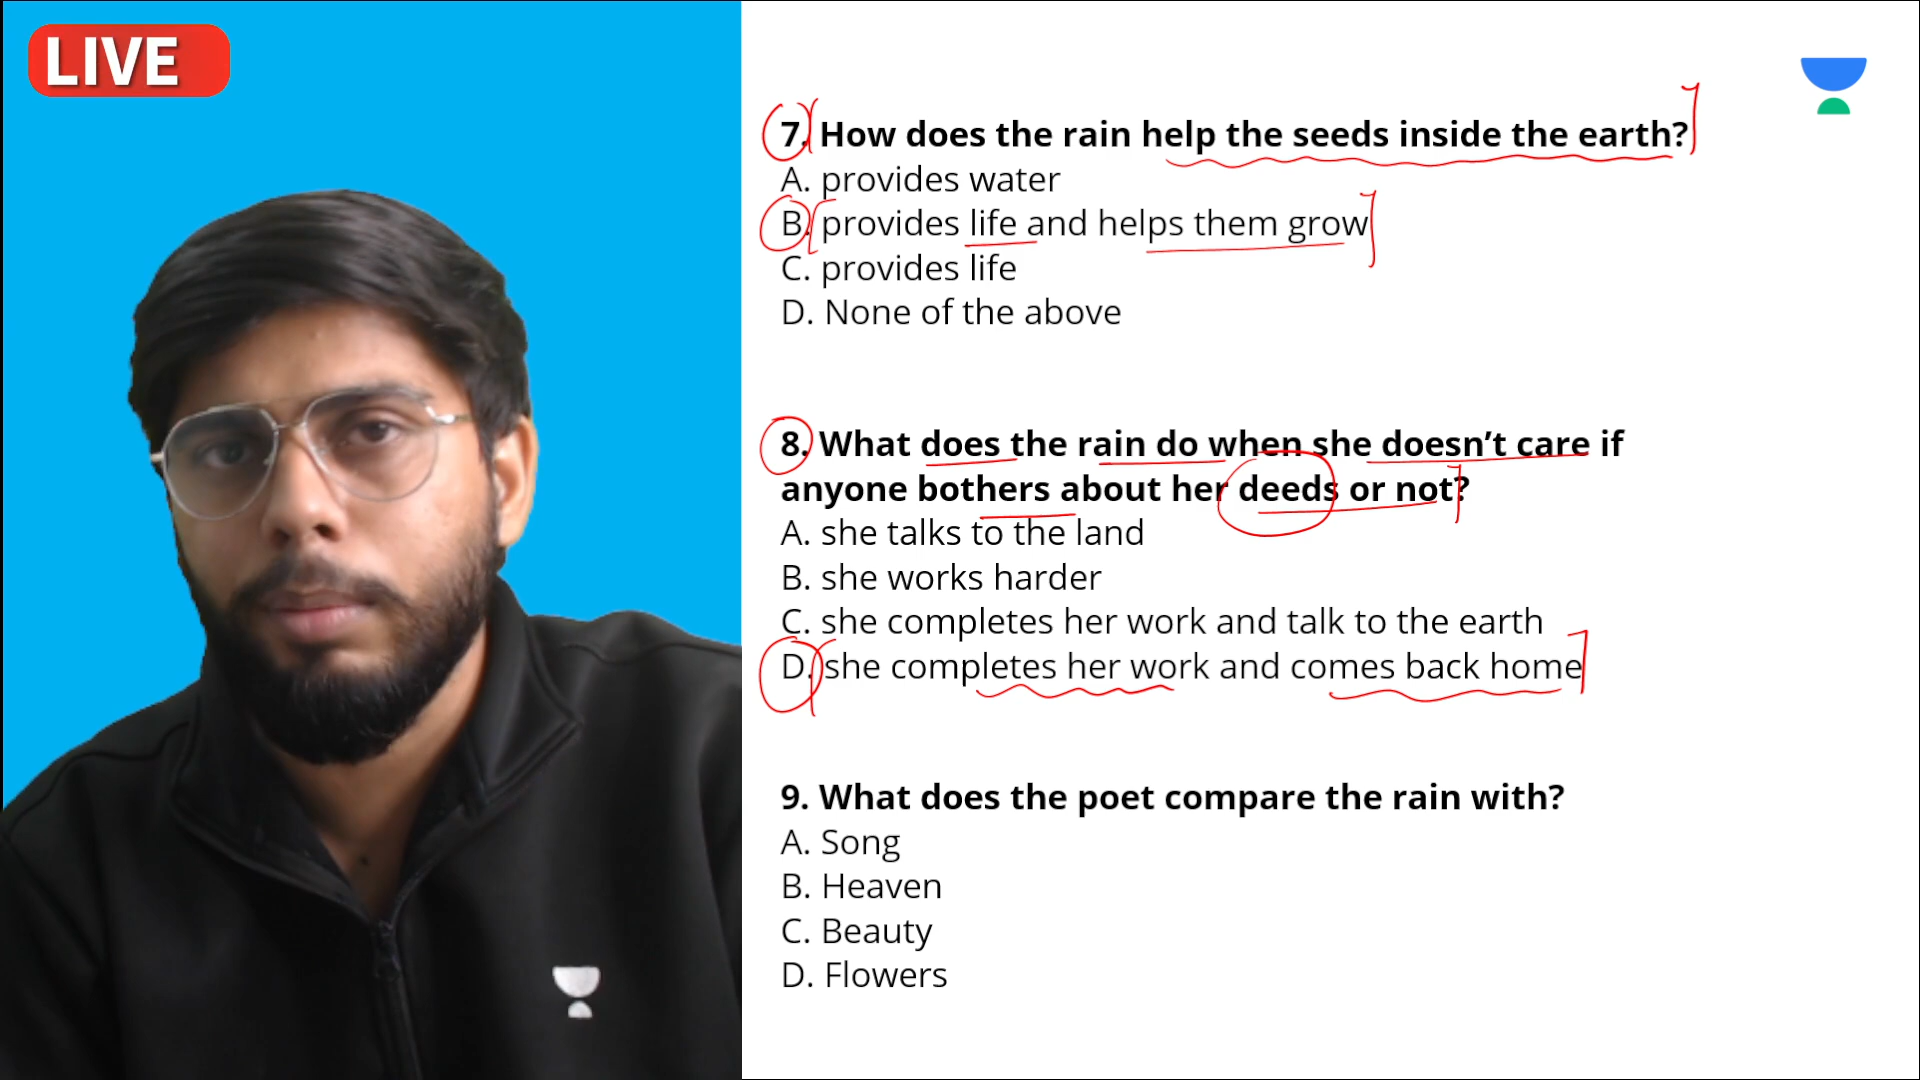 LIVE
7. How does the rain help the seeds inside the earth?
A. provides water
B. provides life and helps them grow
C. provides life
D. None of the above
8. What does the rain do when she doesn’t care if
anyone bothers about her deeds or not?
A. she talks to the land
B. she works harder
C. she completes her work and talk to the earth
D. she completes her work and comes back home
9. What does the poet compare the rain with?
A. Song
B. Heaven
C. Beauty
D. Flowers